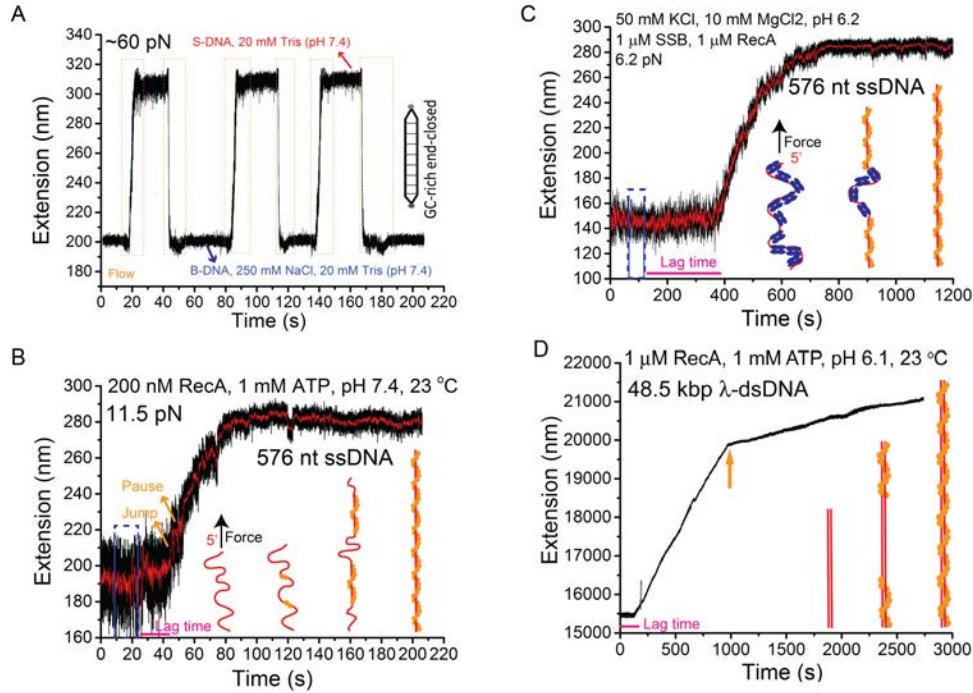 A
~60 pN
S-DNA, 20 mM Tris (pH 7.4)
B-DNA, 250 mM NaCl, 20 mM Tris (pH 7.4)
Flow
GC-rich end-closed
Extension (nm)
340
320
300
280
260
240
220
200
180
0 20 40 60 80 100 120 140 160 180 200 220
Time (s)
B
200 nM RecA, 1 mM ATP, pH 7.4, 23 °C
11.5 pN
576 nt ssDNA
Pause
Jump
5'
Force
Lag time
Extension (nm)
300
280
260
240
220
200
180
160
0 20 40 60 80 100 120 140 160 180 200 220
Time (s)
C
50 mM KCl, 10 mM MgCl2, pH 6.2
1 μM SSB, 1 μM RecA
6.2 pN
576 nt ssDNA
Force
5'
Lag time
Extension (nm)
300
280
260
240
220
200
180
160
140
120
100
0 200 400 600 800 1000 1200
Time (s)
D
1 μM RecA, 1 mM ATP, pH 6.1, 23 °C
48.5 kbp λ-dsDNA
Lag time
Extension (nm)
22000
21000
20000
19000
18000
17000
16000
15000
0 500 1000 1500 2000 2500 3000
Time (s)